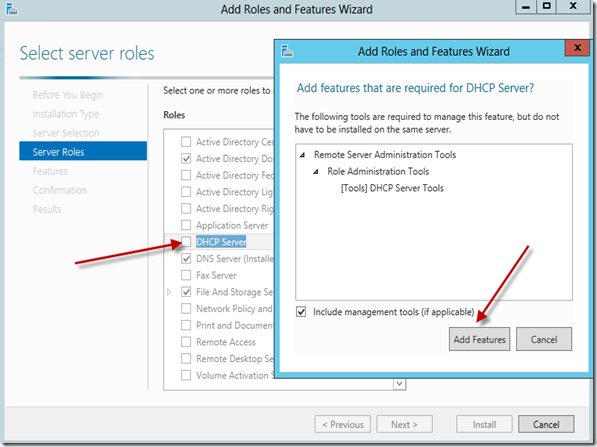 Add Roles and Features Wizard
Select server roles
Before You Begin
Installation Type
Server Selection
Server Roles
Features
Confirmation
Results
Select one or more roles to
Roles
Active Directory Cer
Active Directory Do
Active Directory Fed
Active Directory Lig
Active Directory Rig
Application Server
DHCP Server
DNS Server (Installe
Fax Server
File And Storage Se
Network Policy and
Print and Document
Remote Access
Remote Desktop Se
Volume Activation S
< Previous
Next >
Install
Cancel
Add Roles and Features Wizard
Add features that are required for DHCP Server?
The following tools are required to manage this feature, but do not
have to be installed on the same server.
Remote Server Administration Tools
Role Administration Tools
[Tools] DHCP Server Tools
Include management tools (if applicable)
Add Features
Cancel